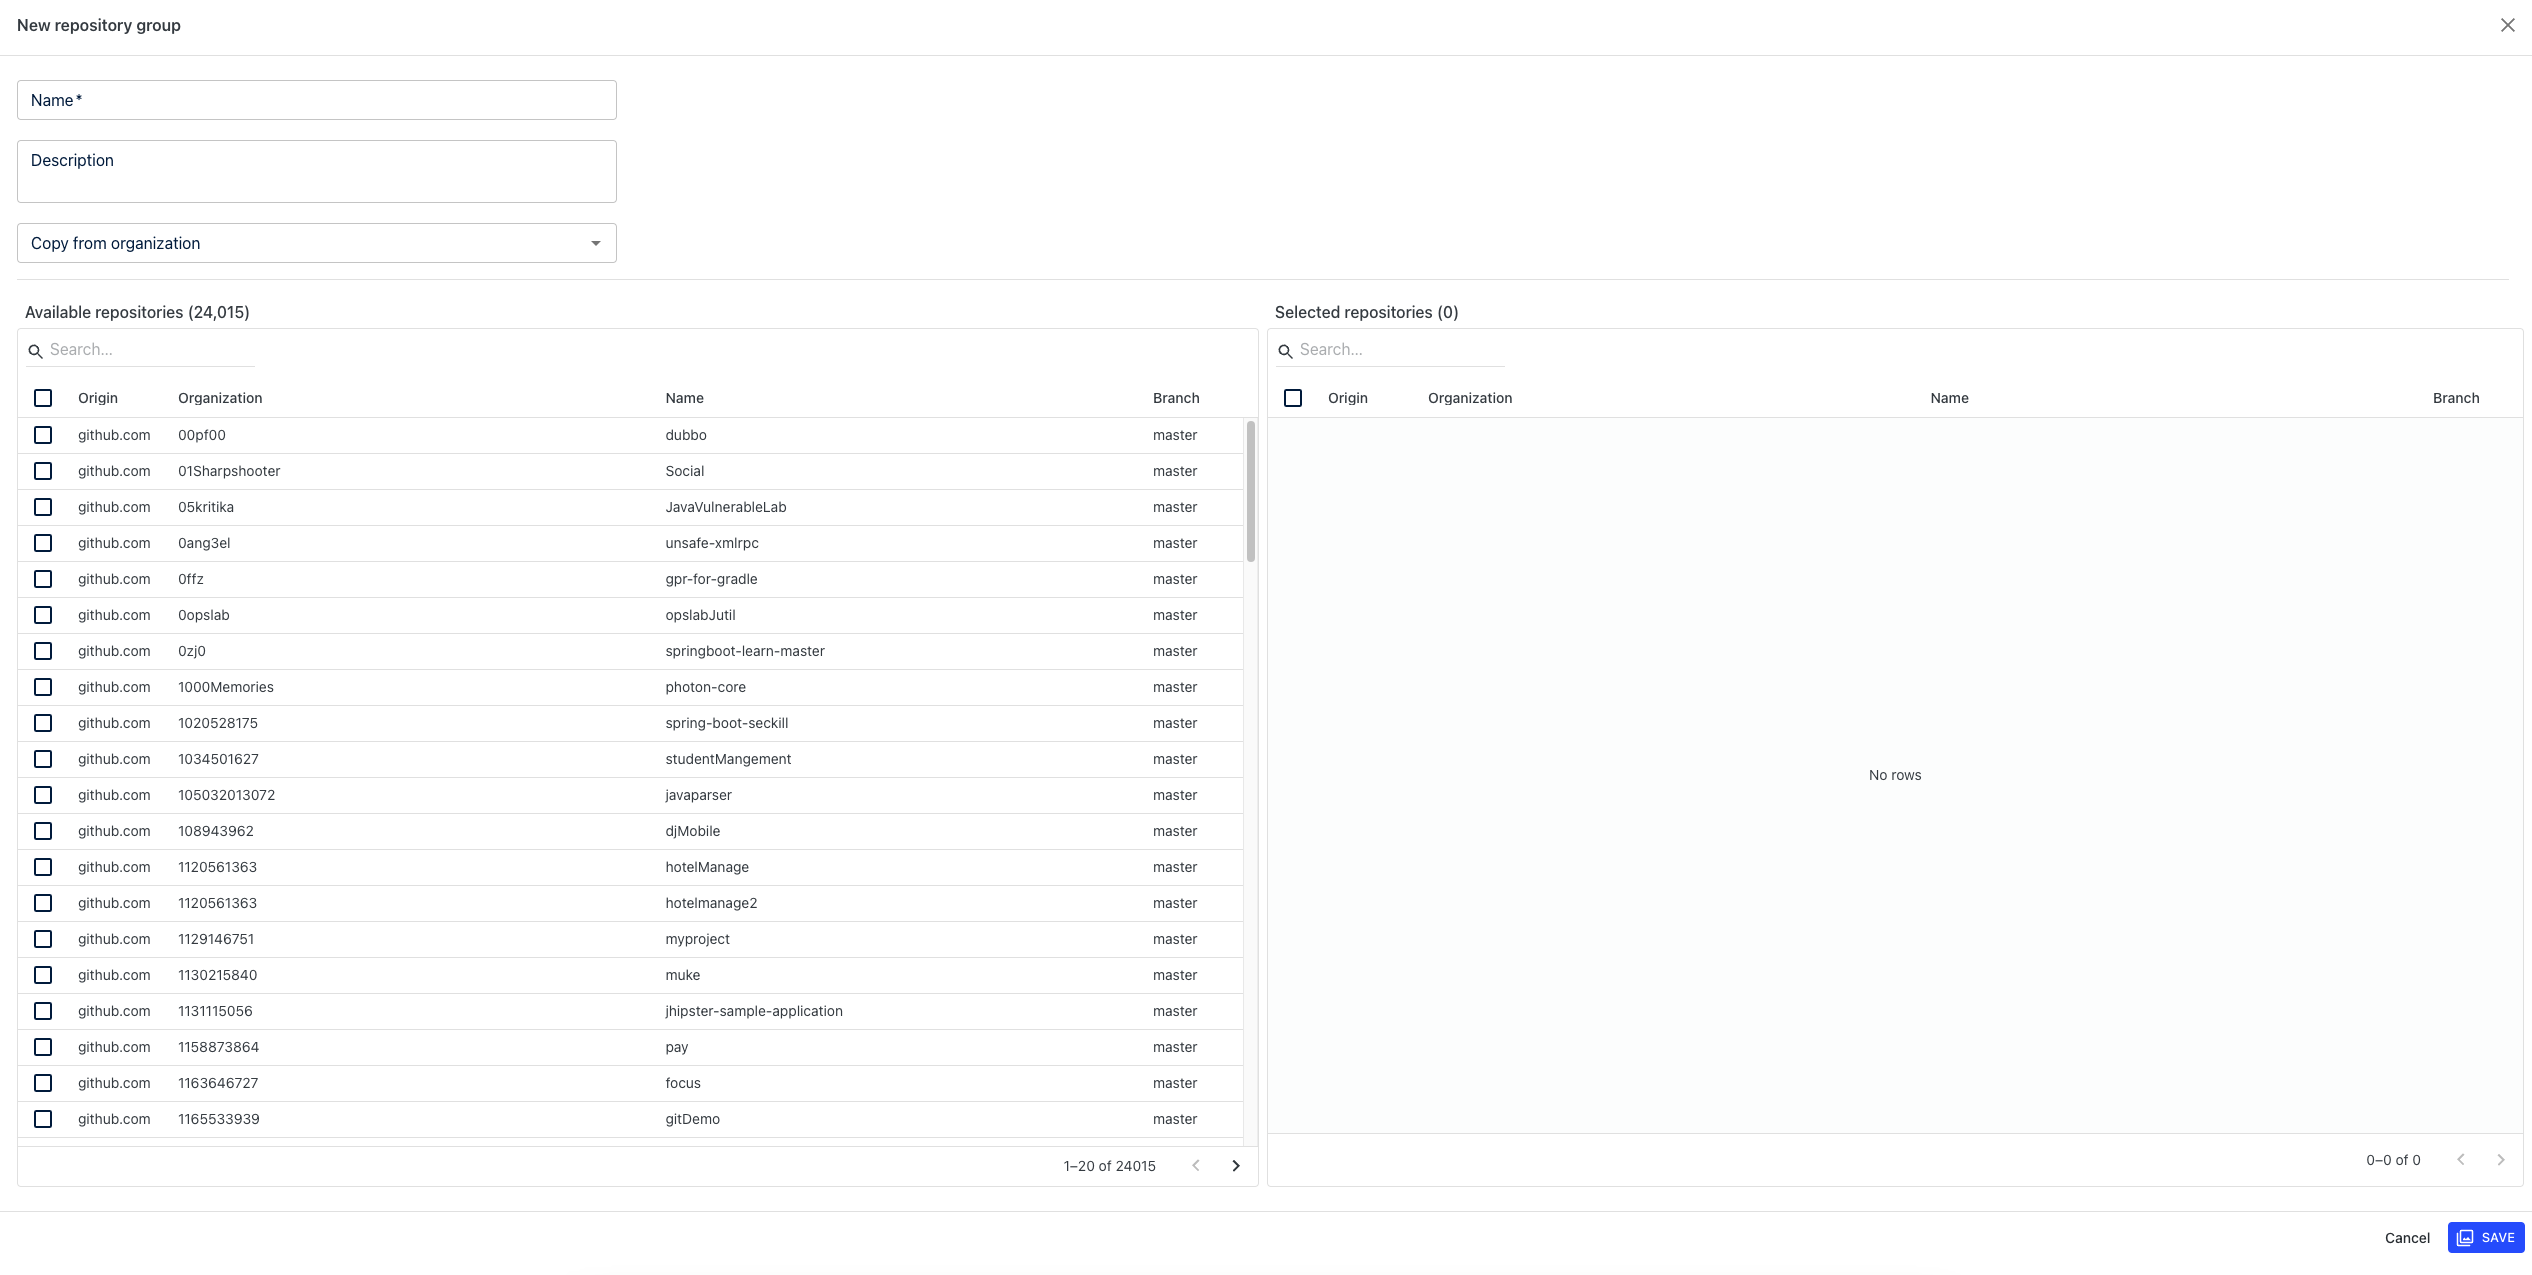 New repository group
Name *
Description
Copy from organization
Available repositories (24,015)
Search...
Origin Organization Name Branch
github.com 00pf00 dubbo master
github.com 01Sharpshooter Social master
github.com 05kritika JavaVulnerableLab master
github.com 0ang3el unsafe-xmlrpc master
github.com 0ffz gpr-for-gradle master
github.com 0opslab opslabJutil master
github.com 0zj0 springboot-learn-master master
github.com 1000Memories photon-core master
github.com 1020528175 spring-boot-seckill master
github.com 1034501627 studentMangement master
github.com 105032013072 javaparser master
github.com 108943962 djMobile master
github.com 1120561363 hotelManage master
github.com 1120561363 hotelmanage2 master
github.com 1129146751 myproject master
github.com 1130215840 muke master
github.com 1131115056 jhipster-sample-application master
github.com 1158873864 pay master
github.com 1163646727 focus master
github.com 1165533939 gitDemo master
1–20 of 24015
Selected repositories (0)
Search...
Origin Organization Name Branch
No rows
0–0 of 0
Cancel SAVE